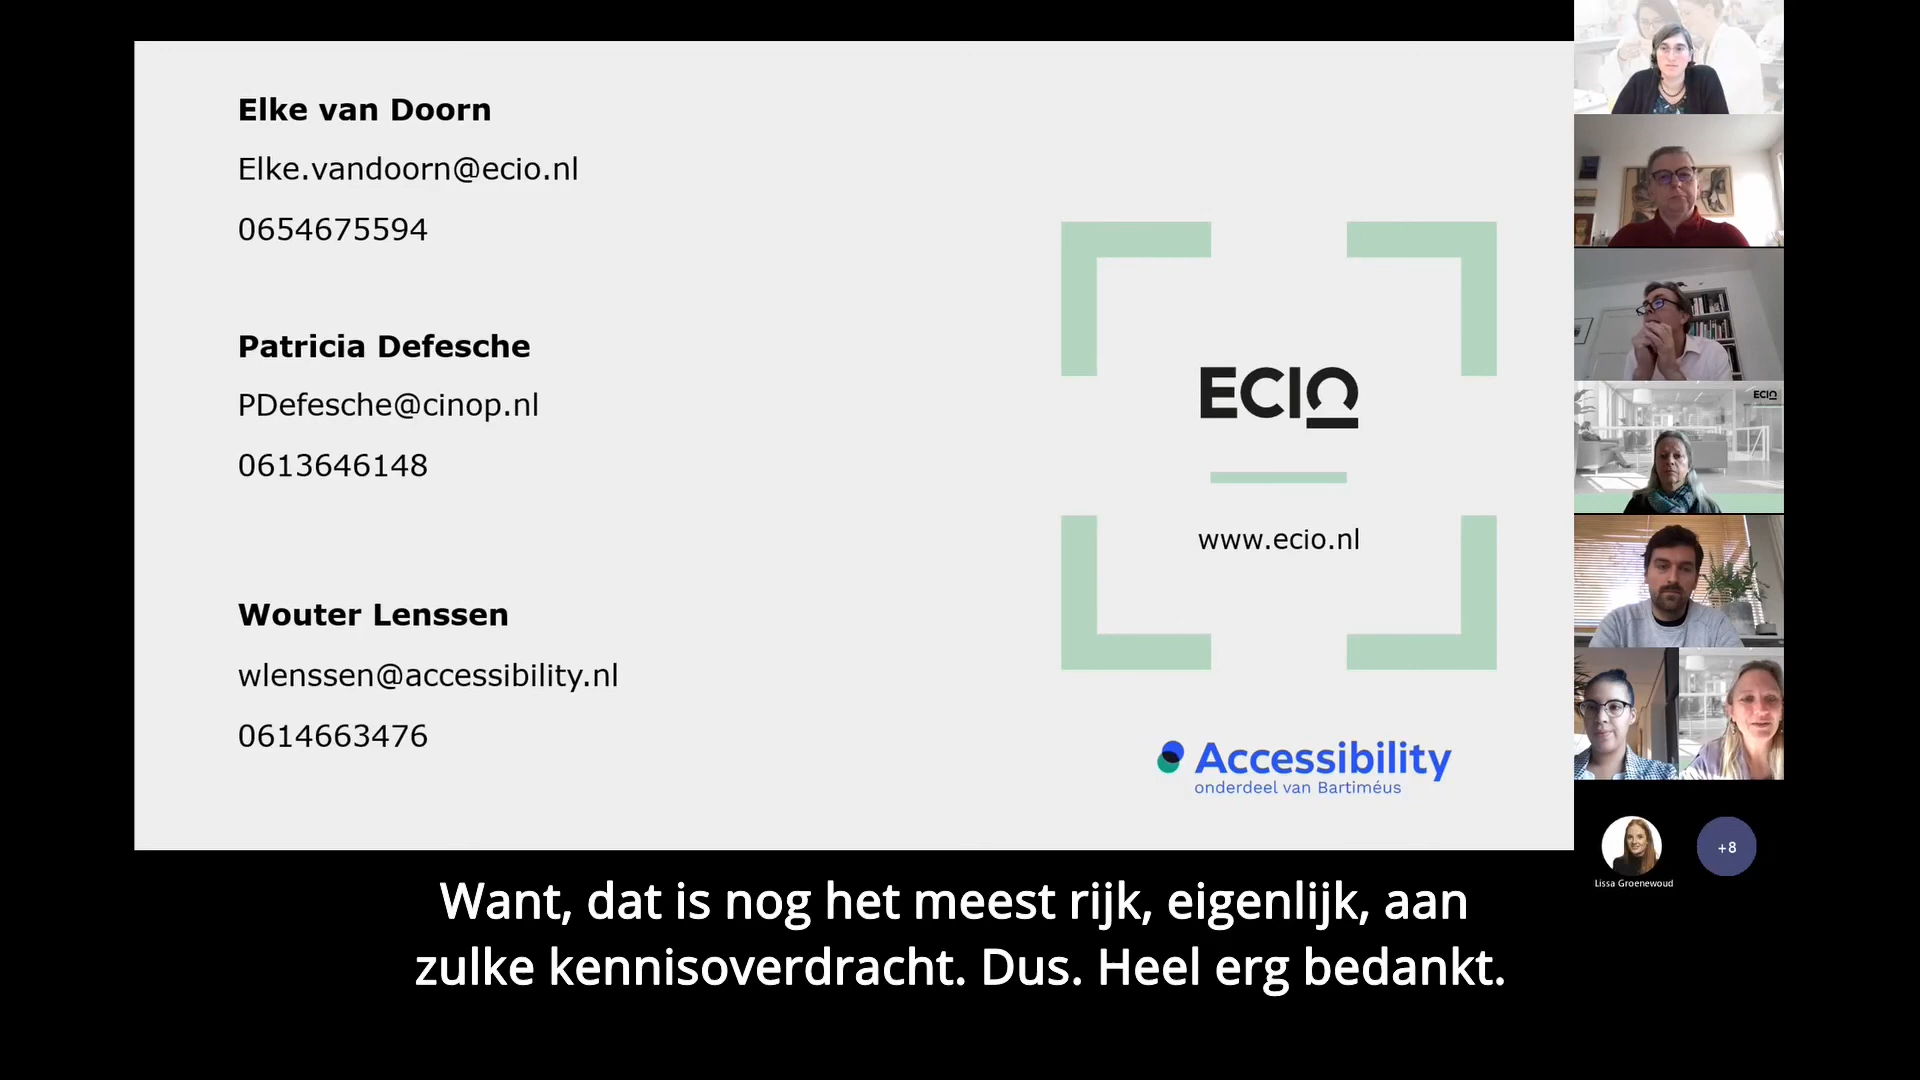 Elke van Doorn
Elke.vandoorn@ecio.nl
0654675594
Patricia Defesche
PDefesche@cinop.nl
0613646148
Wouter Lenssen
wlenssen@accessibility.nl
0614663476
ECIO
www.ecio.nl
Accessibility
onderdeel van Bartiméus
ECIO
+8
Lissa Groenewoud
Want, dat is nog het meest rijk, eigenlijk, aan
zulke kennisoverdracht. Dus. Heel erg bedankt.